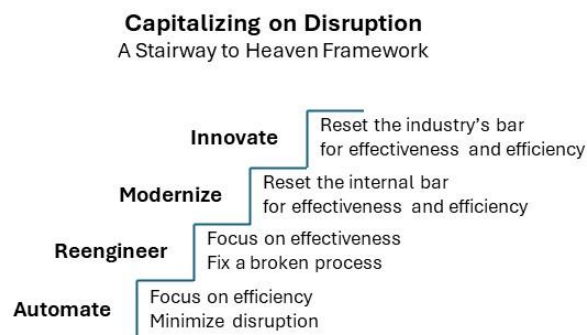 Capitalizing on Disruption
A Stairway to Heaven Framework
Innovate
Reset the industry's bar
for effectiveness and efficiency
Modernize
Reset the internal bar
for effectiveness and efficiency
Reengineer
Focus on effectiveness
Fix a broken process
Automate
Focus on efficiency
Minimize disruption